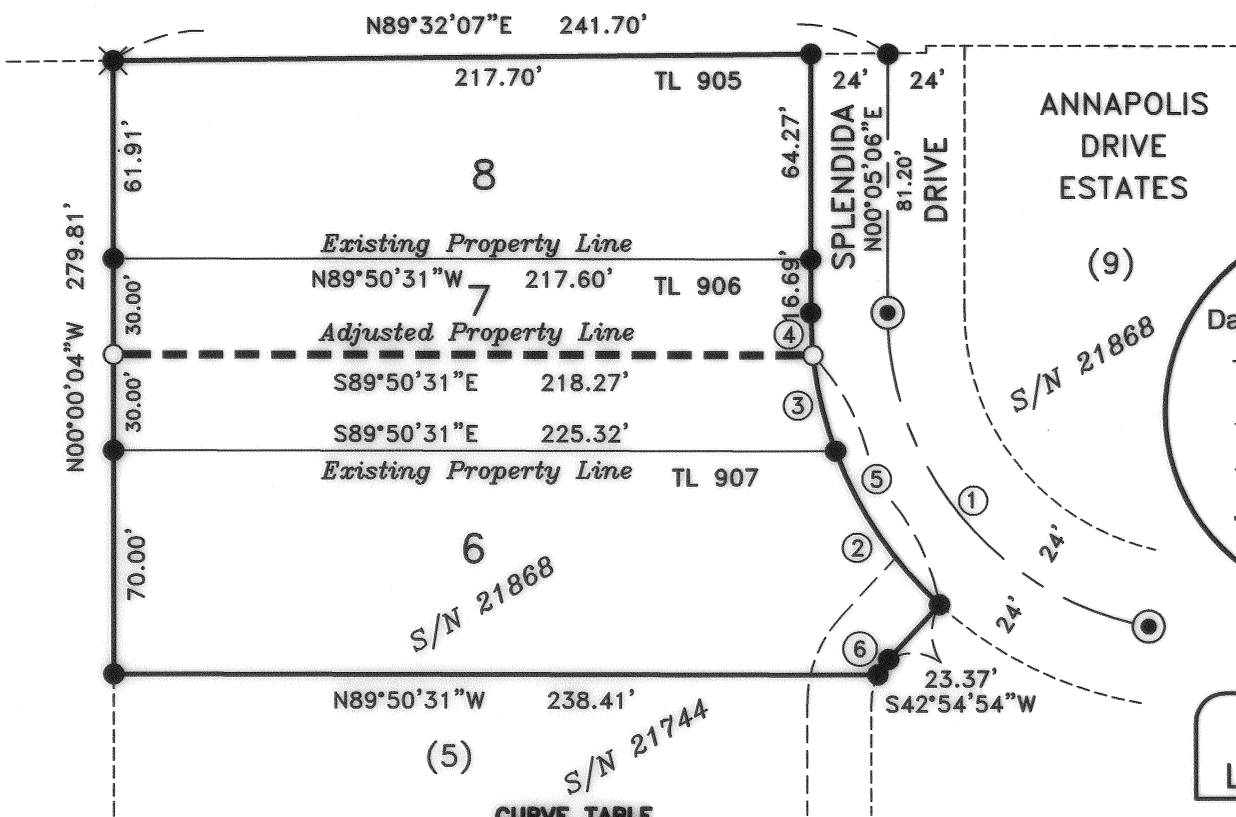 N89°32'07"E 241.70'
217.70' TL 905
24' 24'
61.91'
64.27'
SPLENDIDA
DRIVE
N00°05'06"E
81.20'
ANNAPOLIS
DRIVE
ESTATES
(9)
S/N 21868
8
N00°00'04"W 279.81'
Existing Property Line
N89°50'31"W 217.60' TL 906
7
30.00'
16.69'
Adjusted Property Line
4
S89°50'31"E 218.27'
30.00'
3
S89°50'31"E 225.32'
Existing Property Line TL 907
5
1
2
24'
24'
70.00'
6
S/N 21868
6
23.37'
S42°54'54"W
N89°50'31"W 238.41'
(5)
S/N 21744
CURVE TABLE
Da
L